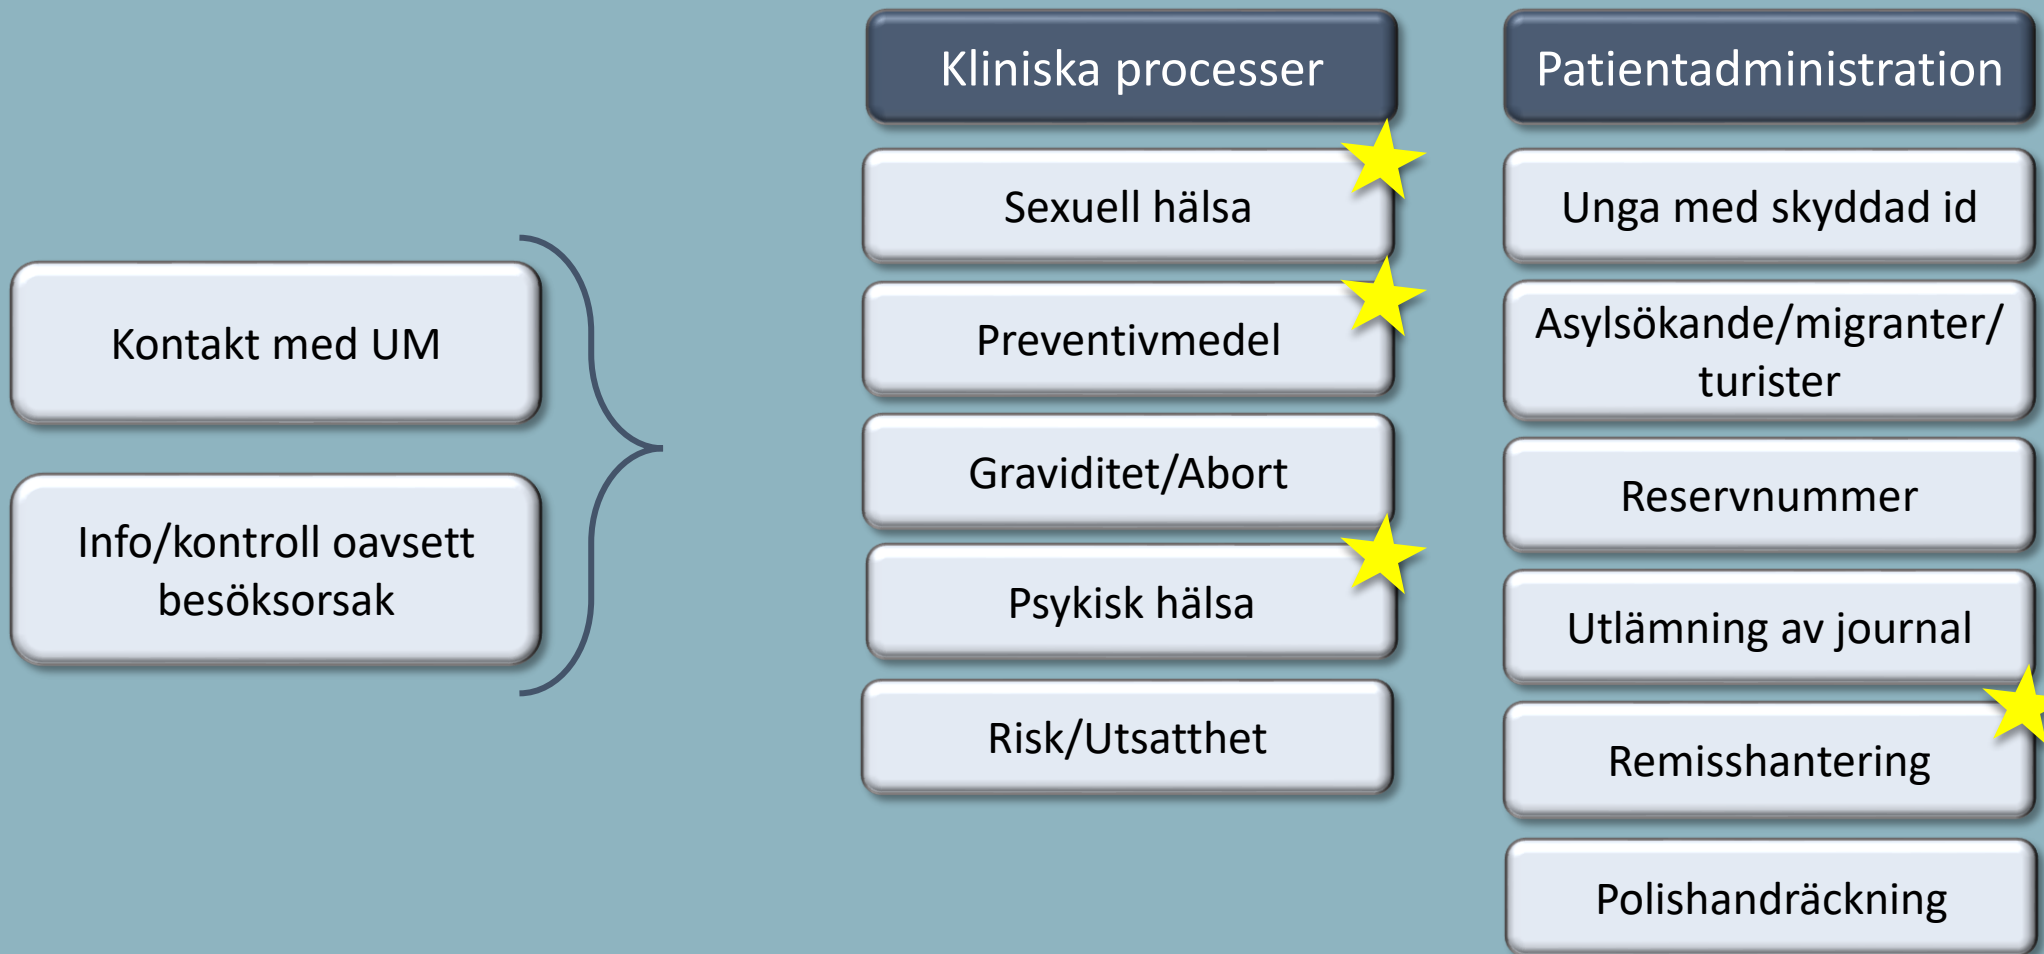 Kontakt med UM
Info/kontroll oavsett
besöksorsak
Kliniska processer
Sexuell hälsa
Preventivmedel
Graviditet/Abort
Psykisk hälsa
Risk/Utsatthet
Patientadministration
Unga med skyddad id
Asylsökande/migranter/
turister
Reservnummer
Utlämning av journal
Remisshantering
Polishandräckning